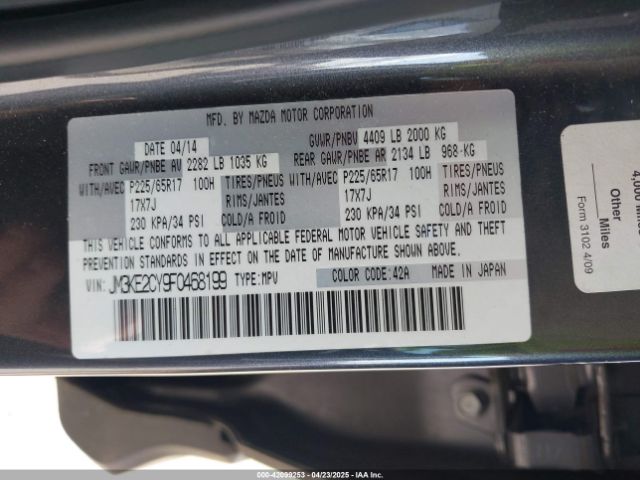 MFD. BY MAZDA MOTOR CORPORATION
DATE 04/14 GVWR/PNBV 4409 LB 2000 KG
FRONT GAWR/PNBE AV 2282 LB 1035 KG REAR GAWR/PNBE AR 2134 LB 968 KG
WITH/AVEC P225/65R17 100H TIRES/PNEUS WITH/AVEC P225/65R17 100H TIRES/PNEUS
17X7J RIMS/JANTES 17X7J RIMS/JANTES
230 KPA/34 PSI COLD/A FROID 230 KPA/34 PSI COLD/A FROID
THIS VEHICLE CONFORMS TO ALL APPLICABLE FEDERAL MOTOR VEHICLE SAFETY AND THEFT
PREVENTION STANDARDS IN EFFECT ON THE DATE OF MANUFACTURE SHOWN ABOVE.
VIN: JM3KE2CY9F0468199 TYPE:MPV COLOR CODE:42A MADE IN JAPAN
Other
Miles
Form 3102 4/09
000-42099253 - 04/23/2025 - IAAI.COM